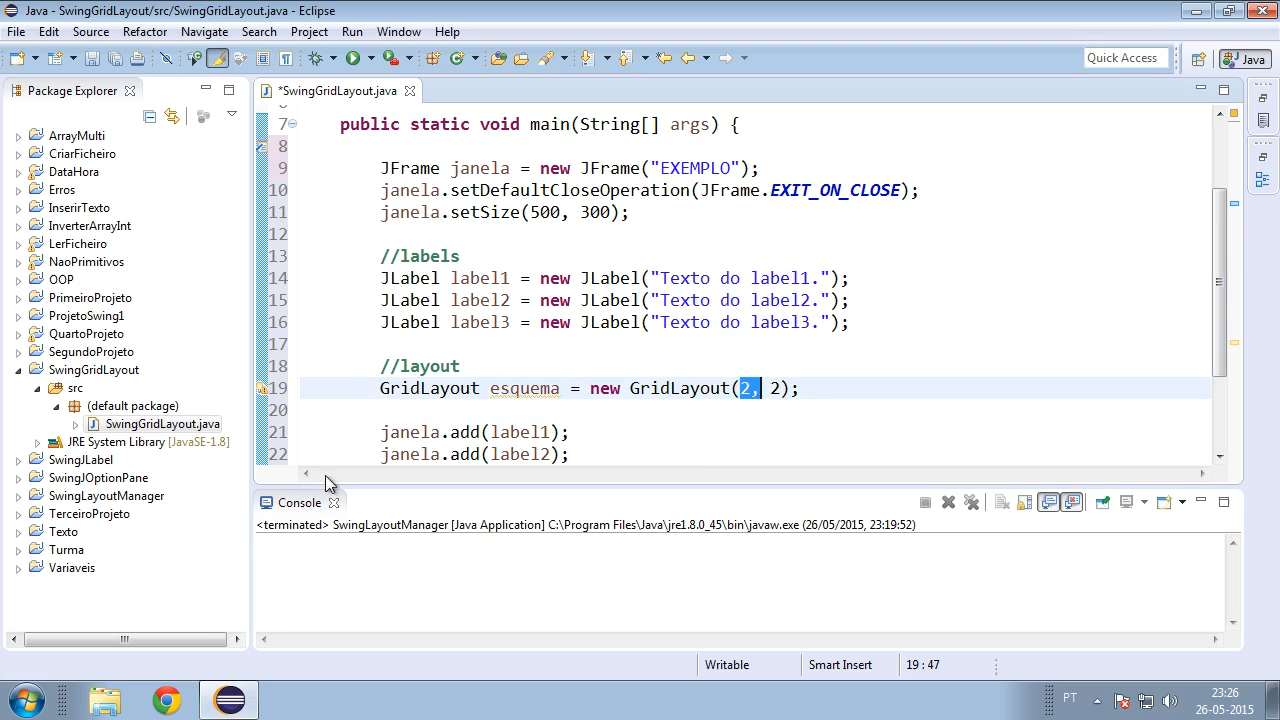 Java - SwingGridLayout/src/SwingGridLayout.java - Eclipse
File Edit Source Refactor Navigate Search Project Run Window Help
Quick Access
Java
Package Explorer
*SwingGridLayout.java
ArrayMulti
CriarFicheiro
DataHora
Erros
InserirTexto
InverterArrayInt
LerFicheiro
NaoPrimitivos
OOP
PrimeiroProjeto
ProjetoSwing1
QuartoProjeto
SegundoProjeto
SwingGridLayout
src
(default package)
SwingGridLayout.java
JRE System Library [JavaSE-1.8]
SwingJLabel
SwingJOptionPane
SwingLayoutManager
TerceiroProjeto
Texto
Turma
Variaveis
7 public static void main(String[] args) {
8
9 JFrame janela = new JFrame("EXEMPLO");
10 janela.setDefaultCloseOperation(JFrame.EXIT_ON_CLOSE);
11 janela.setSize(500, 300);
12
13 //labels
14 JLabel label1 = new JLabel("Texto do label1.");
15 JLabel label2 = new JLabel("Texto do label2.");
16 JLabel label3 = new JLabel("Texto do label3.");
17
18 //layout
19 GridLayout esquema = new GridLayout(2, 2);
20
21 janela.add(label1);
22 janela.add(label2);
Console
<terminated> SwingLayoutManager [Java Application] C:\Program Files\Java\jre1.8.0_45\bin\javaw.exe (26/05/2015, 23:19:52)
Writable Smart Insert 19 : 47
PT
23:26
26-05-2015